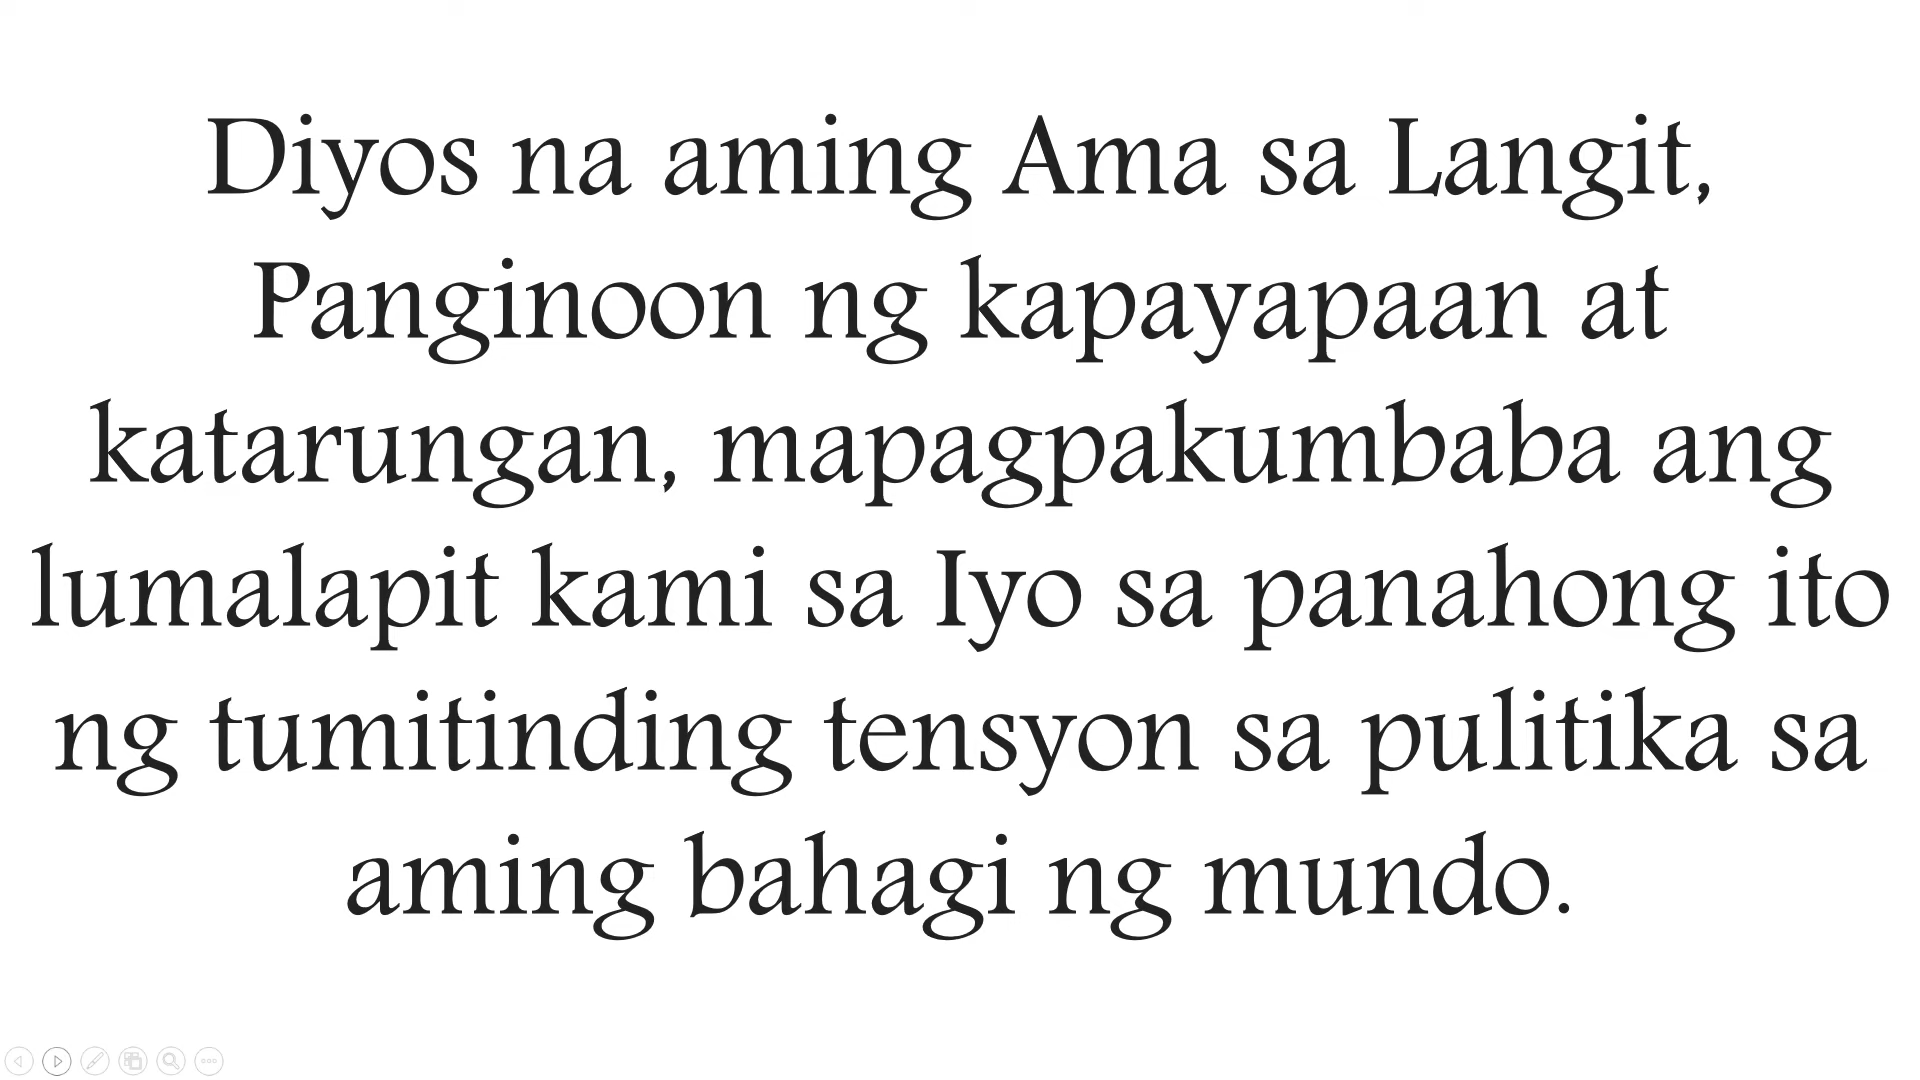 Diyos na aming Ama sa Langit,
Panginoon ng kapayapaan at
katarungan, mapagpakumbaba ang
lumalapit kami sa Iyo sa panahong ito
ng tumitinding tensyon sa pulitika sa
aming bahagi ng mundo.